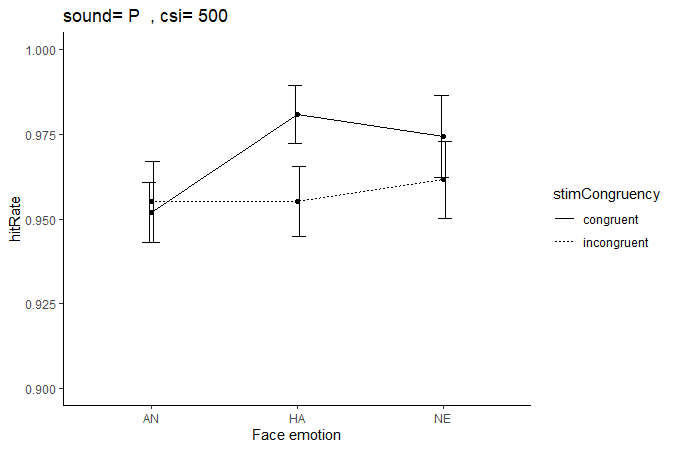 sound= P  , csi= 500
1.000
0.975
0.950
0.925
0.900
hitRate
AN HA NE
Face emotion
stimCongruency
congruent
incongruent